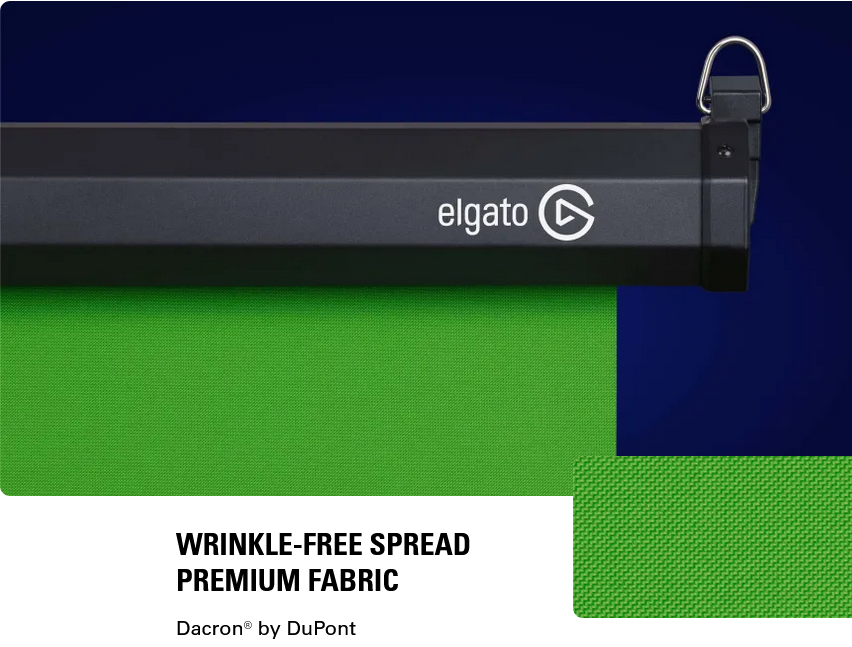 elgato
WRINKLE-FREE SPREAD
PREMIUM FABRIC
Dacron® by DuPont